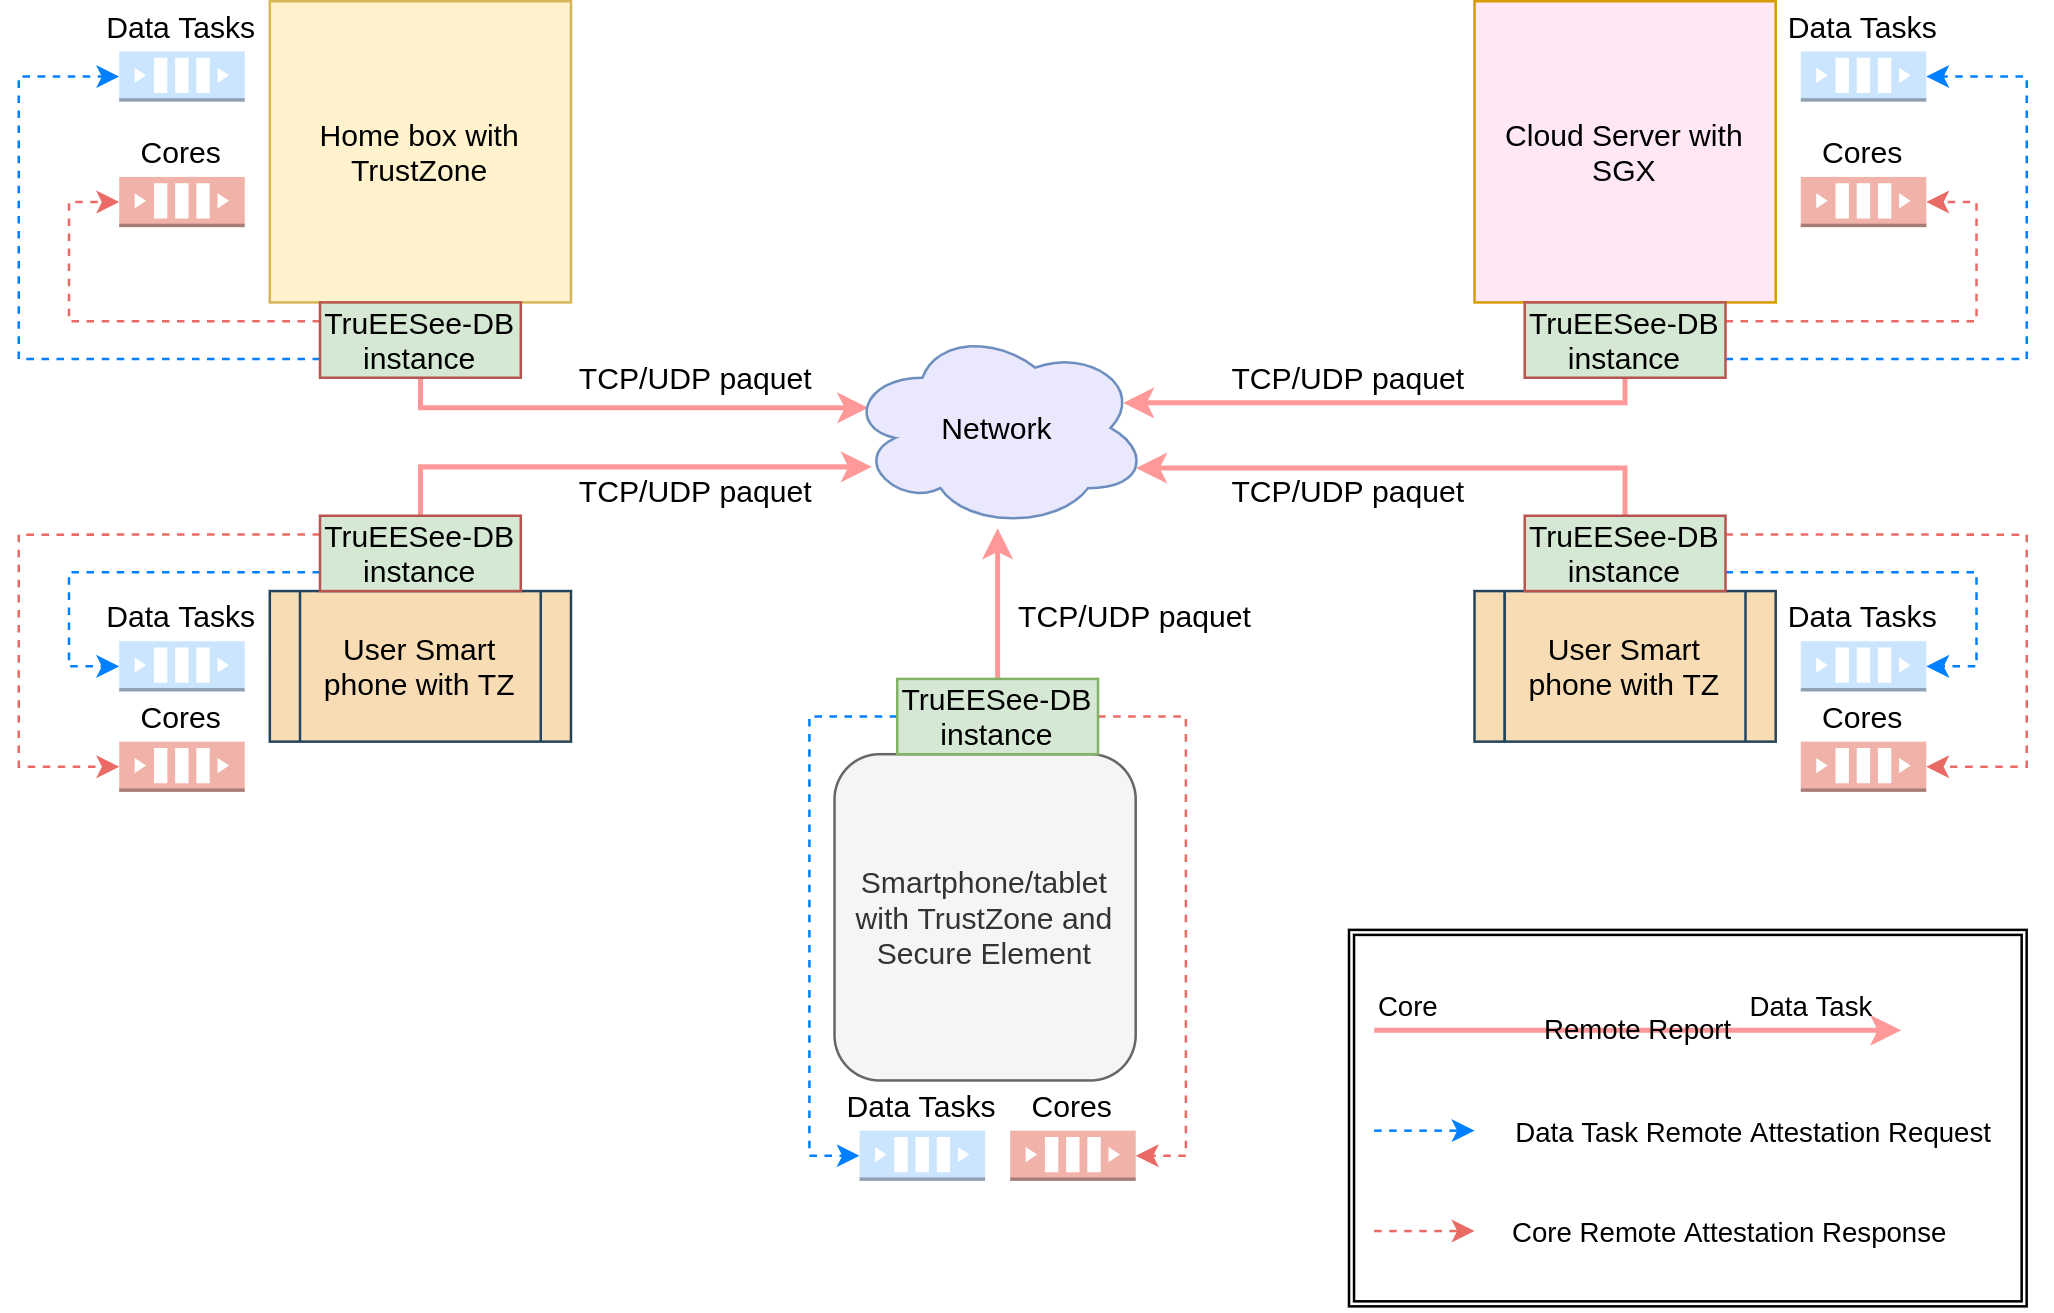 Data Tasks
Cores
Home box with
TrustZone
TruEESee-DB
instance
Cloud Server with
SGX
TruEESee-DB
instance
Data Tasks
Cores
TCP/UDP paquet
Network
TCP/UDP paquet
TCP/UDP paquet
TCP/UDP paquet
TruEESee-DB
instance
User Smart
phone with TZ
Data Tasks
Cores
TCP/UDP paquet
TruEESee-DB
instance
User Smart
phone with TZ
Data Tasks
Cores
TruEESee-DB
instance
Smartphone/tablet
with TrustZone and
Secure Element
Data Tasks
Cores
Core
Data Task
Remote Report
Data Task Remote Attestation Request
Core Remote Attestation Response